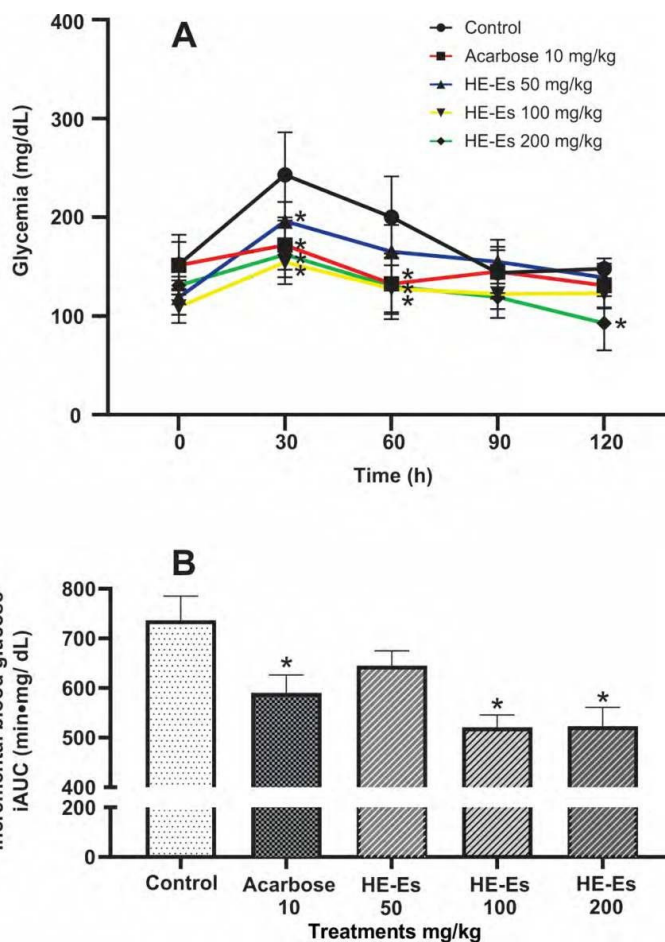 400
A
Control
Acarbose 10 mg/kg
HE-Es 50 mg/kg
HE-Es 100 mg/kg
HE-Es 200 mg/kg
300
200
100
0
Glycemia (mg/dL)
*
*
*
*
*
*
*
*
0 30 60 90 120
Time (h)
B
800
700
600
500
400
200
0
iAUC (min•mg/ dL)
*
*
*
Control Acarbose HE-Es HE-Es HE-Es
10 50 100 200
Treatments mg/kg